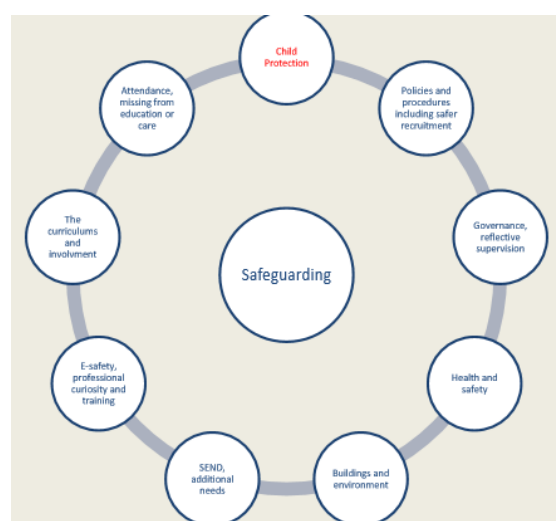 Child
Protection
Policies and
procedures
including safer
recruitment
Governance,
reflective
supervision
Health and
safety
Buildings and
environment
SEND,
additional
needs
E-safety,
professional
curiosity and
training
The
curriculums
and
involvment
Attendance,
missing from
education or
care
Safeguarding